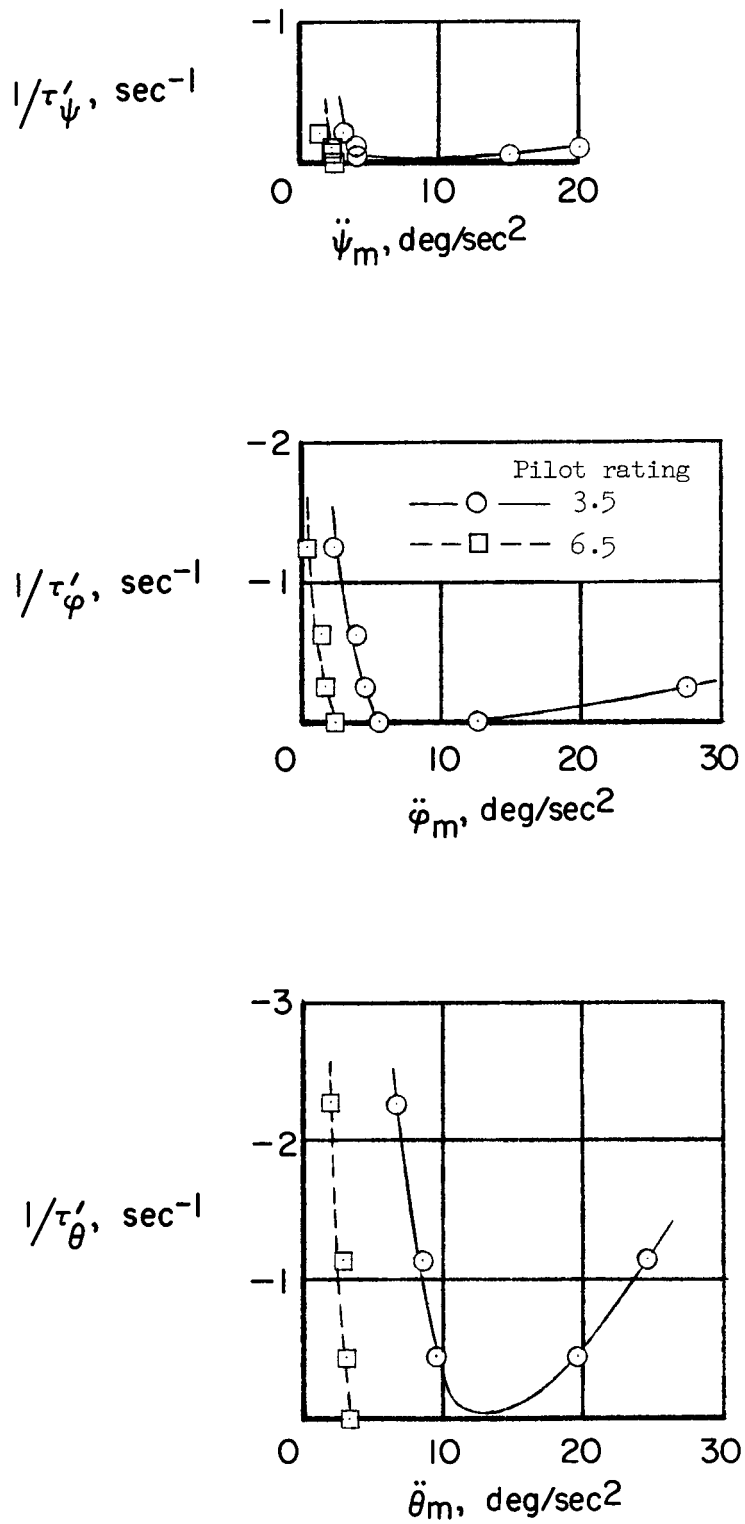 -1
1/τ′ψ, sec⁻¹
0 10 20
ψ̈m, deg/sec²
-2
Pilot rating
3.5
6.5
1/τ′φ, sec⁻¹
-1
0 10 20 30
φ̈m, deg/sec²
-3
-2
1/τ′θ, sec⁻¹
-1
0 10 20 30
θ̈m, deg/sec²